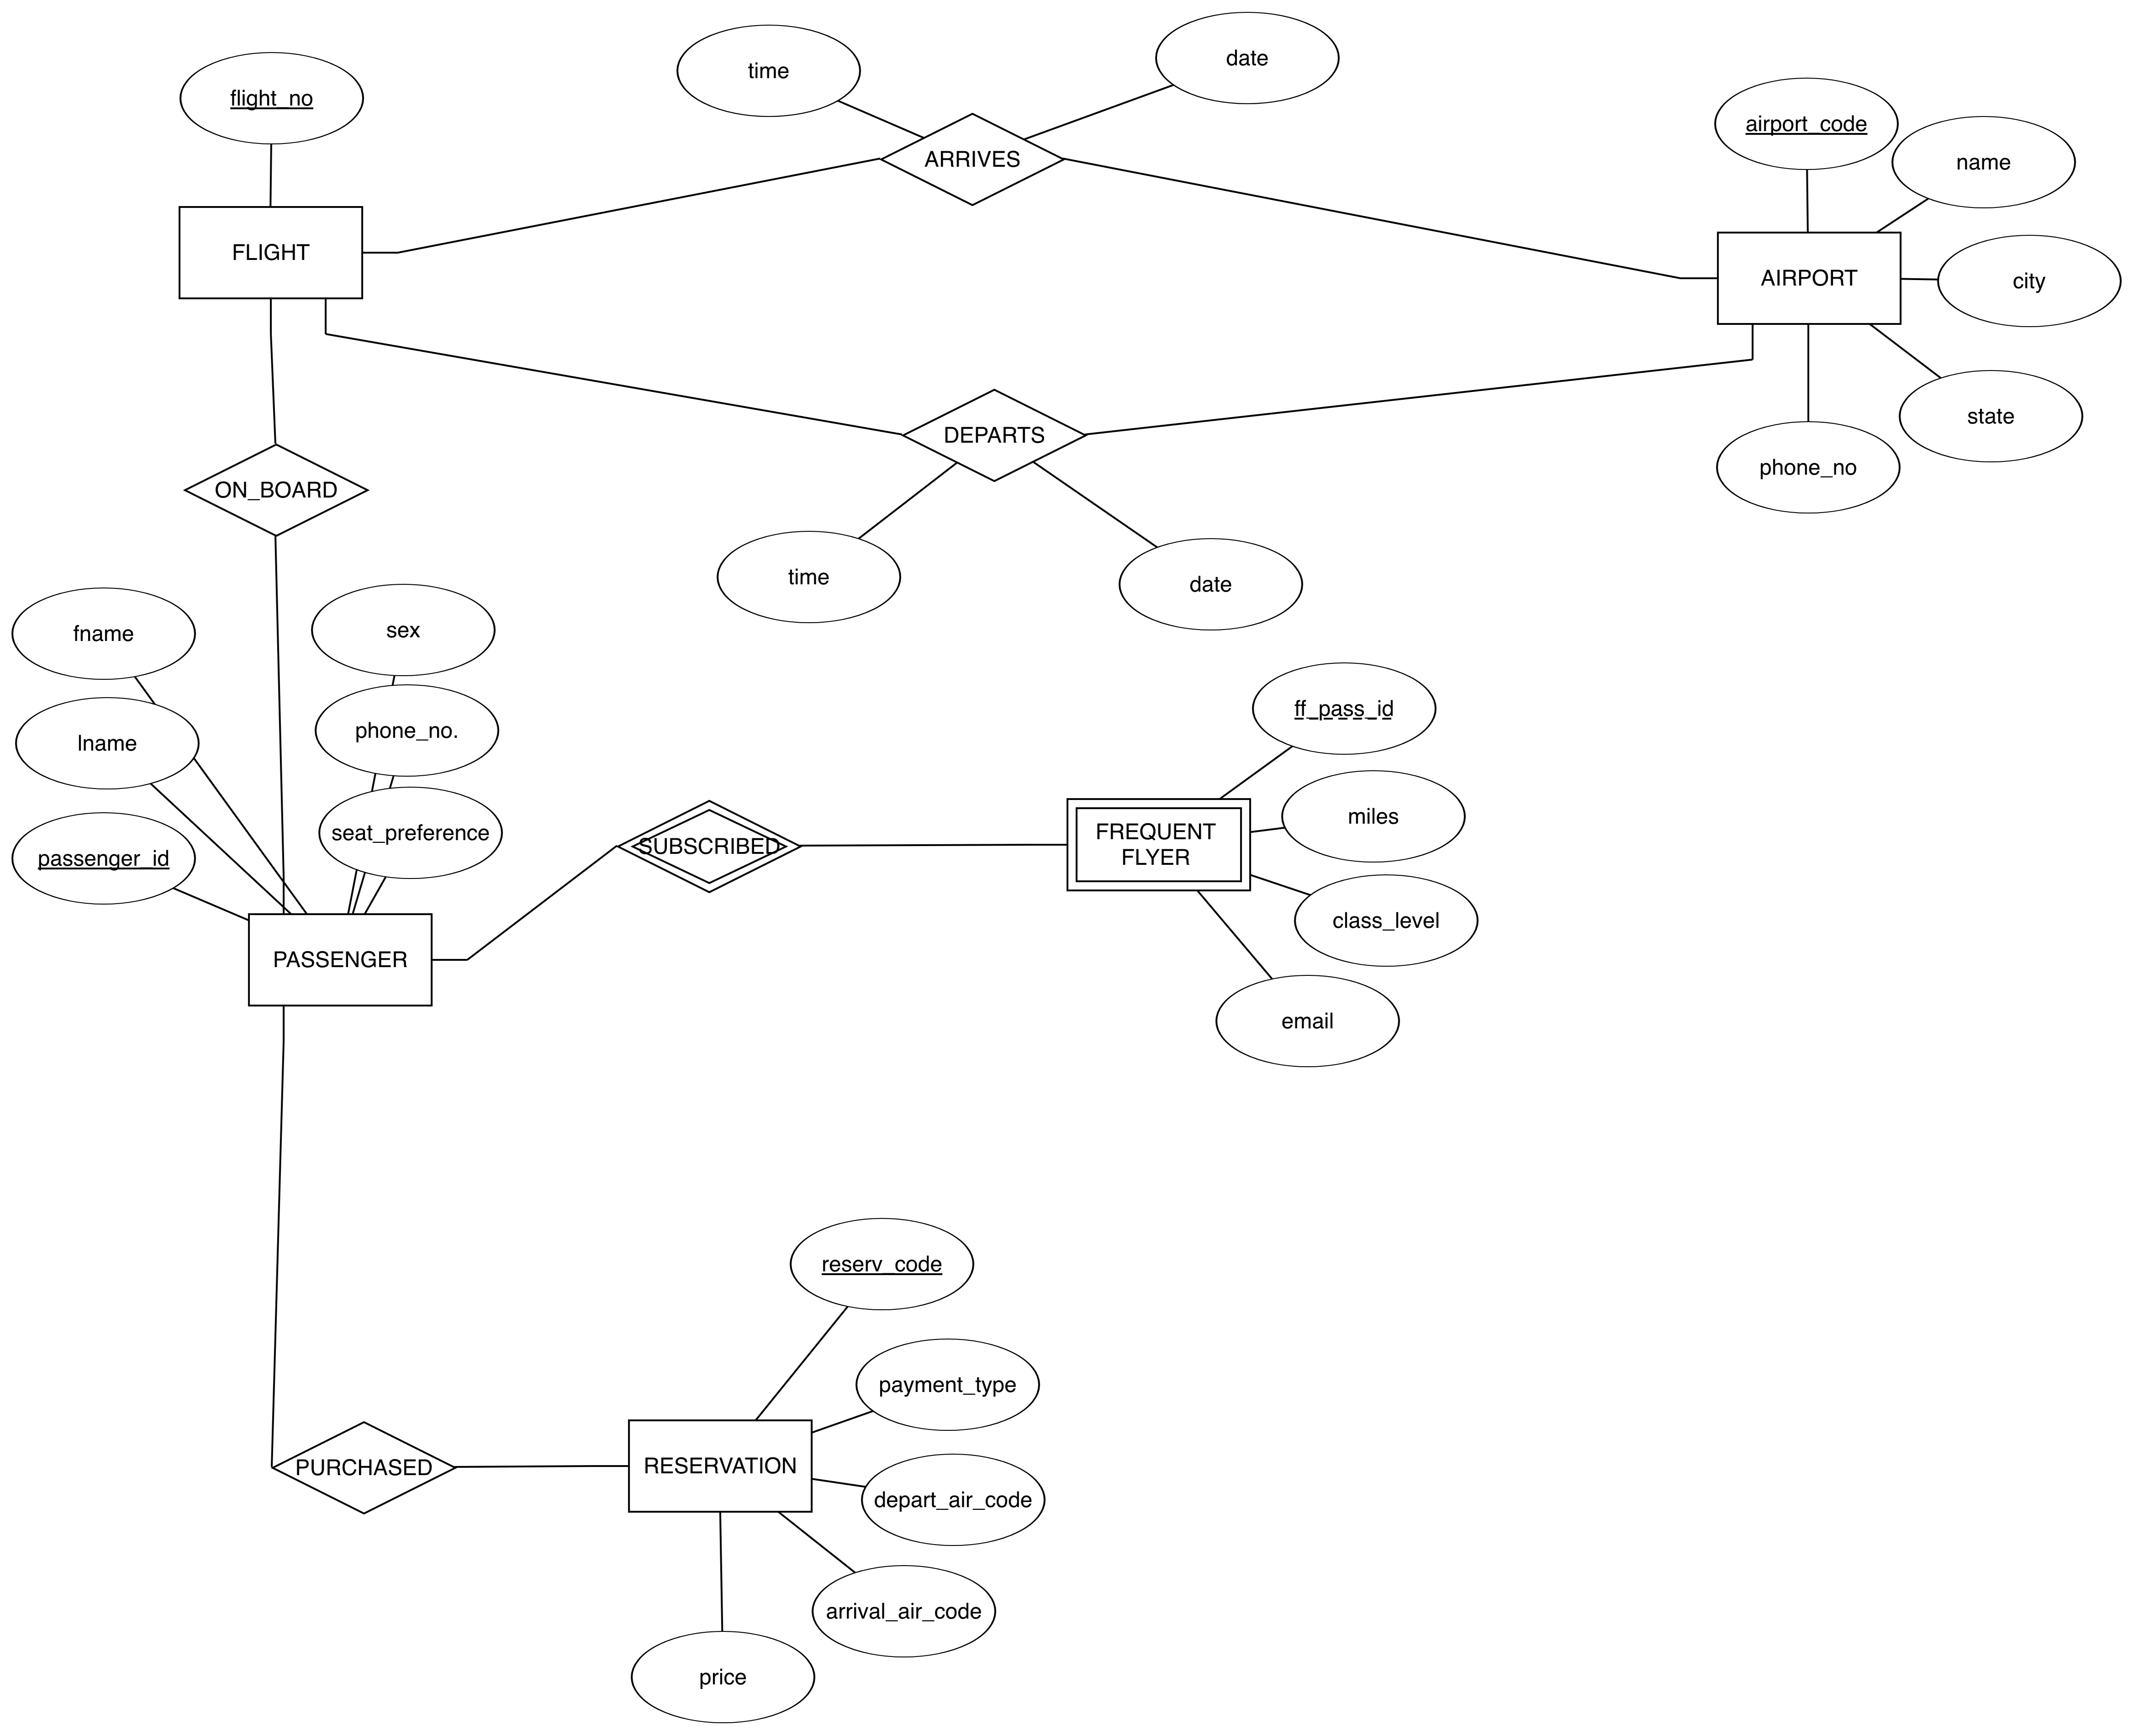 time
date
flight_no
airport_code
ARRIVES
name
FLIGHT
AIRPORT
city
state
DEPARTS
phone_no
ON_BOARD
time
date
fname
sex
ff_pass_id
phone_no.
lname
miles
seat_preference
FREQUENT
FLYER
SUBSCRIBED
passenger_id
class_level
PASSENGER
email
reserv_code
payment_type
PURCHASED
RESERVATION
depart_air_code
arrival_air_code
price